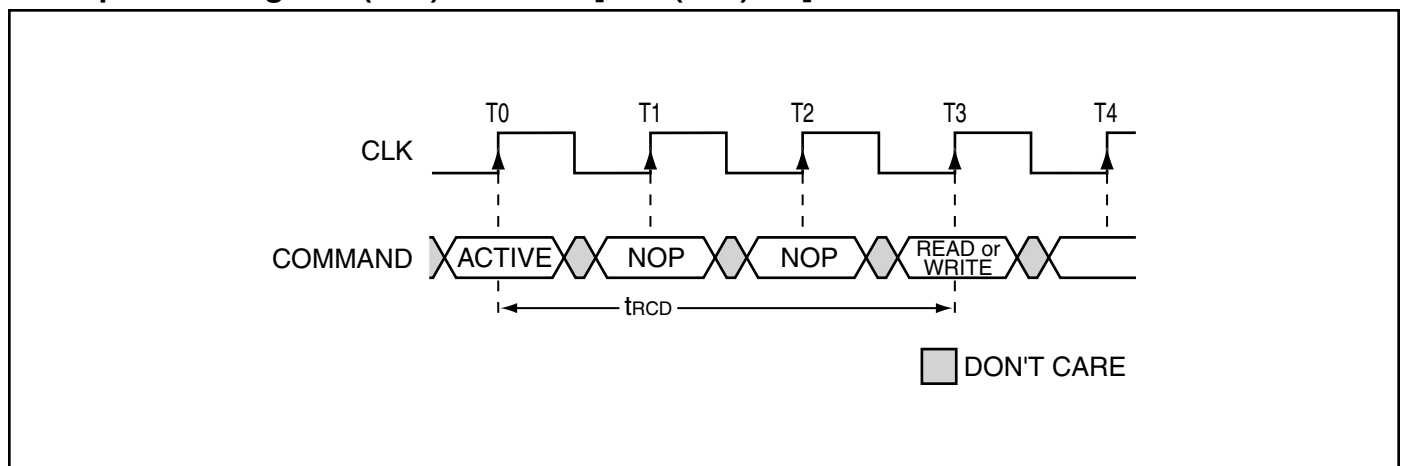 T0 T1 T2 T3 T4
CLK
COMMAND ACTIVE NOP NOP READ or
WRITE
tRCD
DON'T CARE